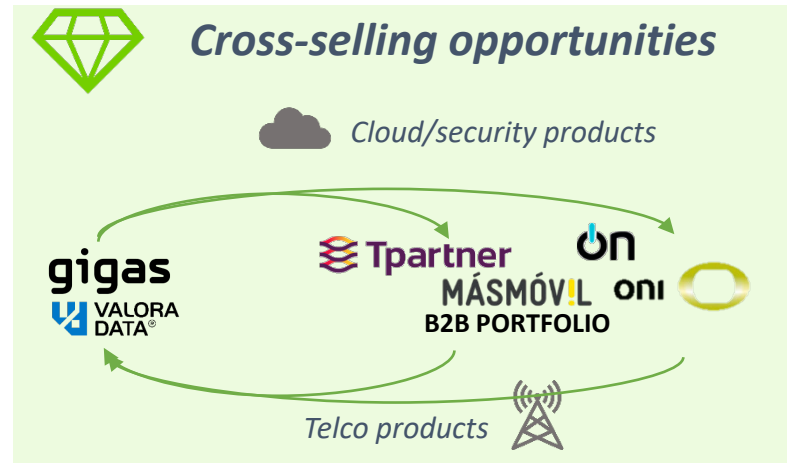 Cross-selling opportunities
Cloud/security products
gigas
VALORA
DATA®
Tpartner
MÁSMÓV!L
B2B PORTFOLIO
on
oni
Telco products